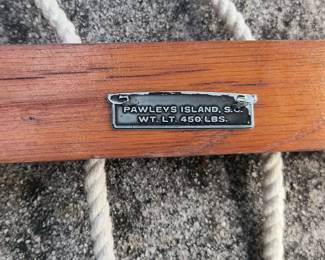 PAWLEYS ISLAND, S.C.
WT. LT. 450 LBS.